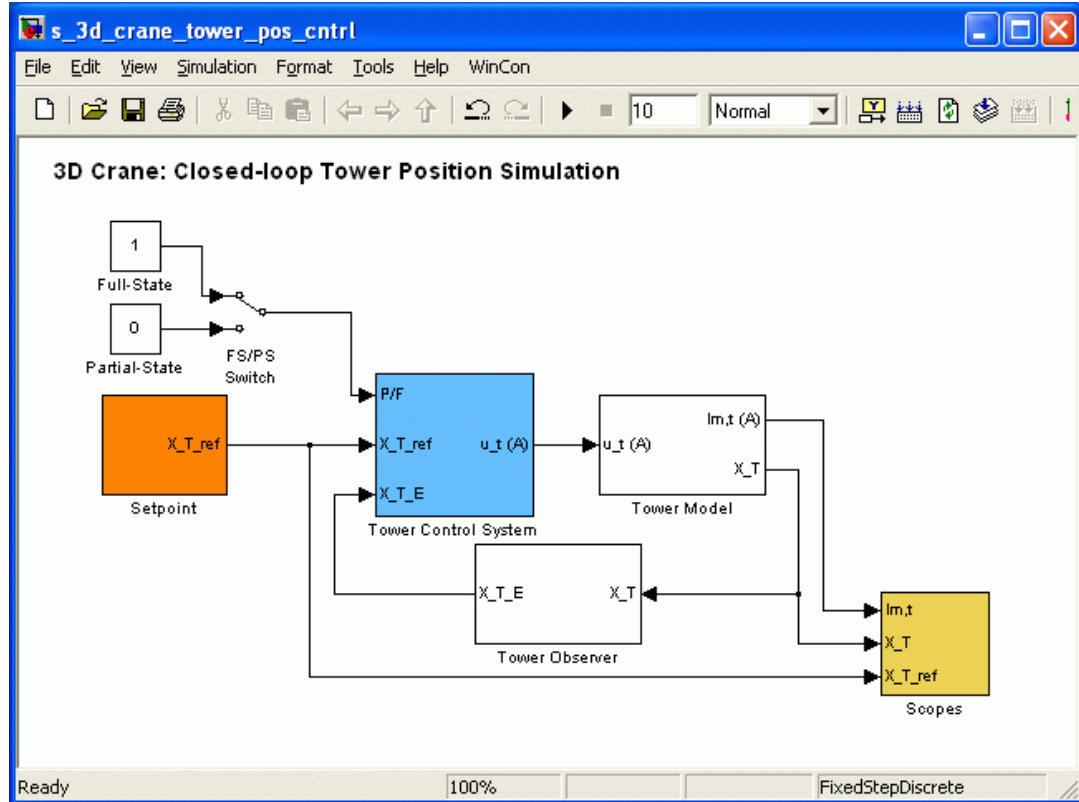 s_3d_crane_tower_pos_cntrl
File Edit View Simulation Format Tools Help WinCon
10 Normal
3D Crane: Closed-loop Tower Position Simulation
1
Full-State
0
Partial-State
FS/PS
Switch
X_T_ref
Setpoint
P/F
X_T_ref
u_t (A)
X_T_E
Tower Control System
u_t (A)
Im,t (A)
X_T
Tower Model
X_T_E
X_T
Tower Observer
Im,t
X_T
X_T_ref
Scopes
Ready 100% FixedStepDiscrete